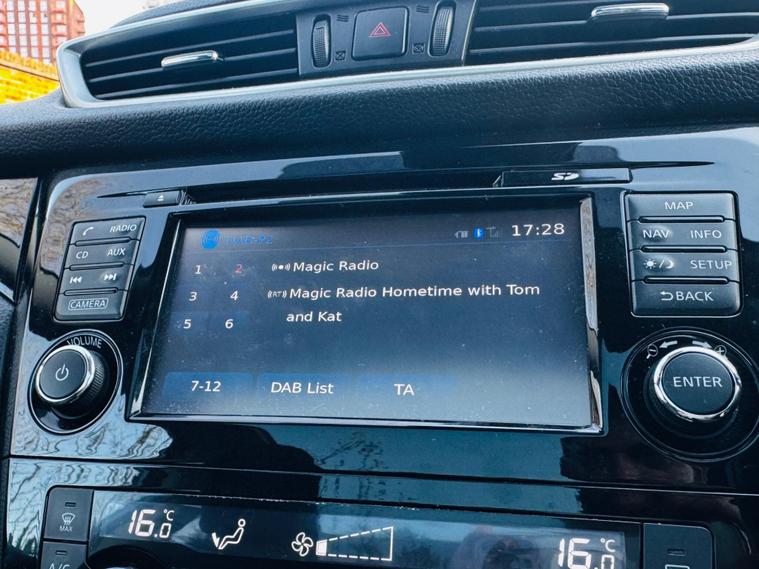 RADIO
CD AUX
CAMERA
VOLUME
SD
17:28
1 2
3 4
5 6
Magic Radio
(RT) Magic Radio Hometime with Tom
and Kat
7-12 DAB List TA
MAP
NAV INFO
SETUP
BACK
ENTER
MAX
16.0 °C
16.0 °C
A/C